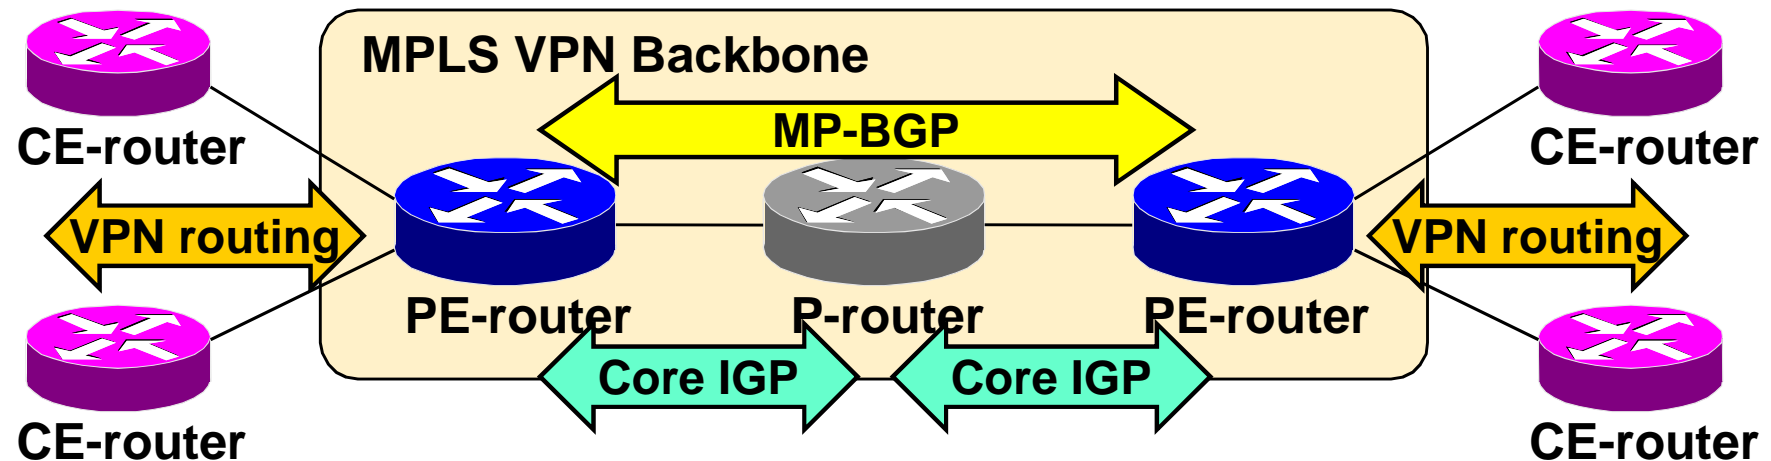 MPLS VPN Backbone
MP-BGP
CE-router
CE-router
VPN routing
VPN routing
PE-router
P-router
PE-router
Core IGP
Core IGP
CE-router
CE-router